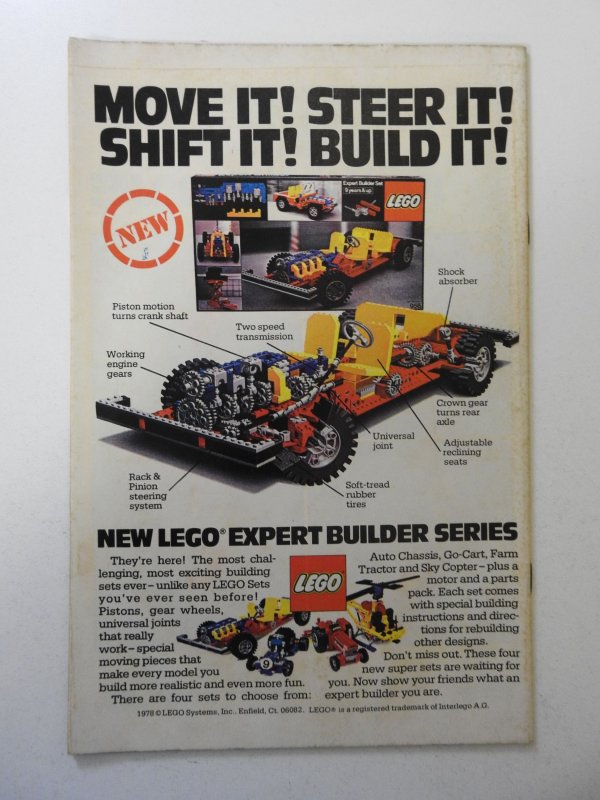 MOVE IT! STEER IT!
SHIFT IT! BUILD IT!
NEW
Expert Builder Set
9 years & up
LEGO
956
Shock
absorber
Piston motion
turns crank shaft
Two speed
transmission
Working
engine
gears
Crown gear
turns rear
axle
Universal
joint
Adjustable
reclining
seats
Rack &
Pinion
steering
system
Soft-tread
rubber
tires
NEW LEGO® EXPERT BUILDER SERIES
They're here! The most chal-
lenging, most exciting building
sets ever – unlike any LEGO Sets
you've ever seen before!
Pistons, gear wheels,
universal joints
that really
work – special
moving pieces that
make every model you
build more realistic and even more fun.
There are four sets to choose from:
LEGO
9
Auto Chassis, Go-Cart, Farm
Tractor and Sky Copter – plus a
motor and a parts
pack. Each set comes
with special building
instructions and direc-
tions for rebuilding
other designs.
Don't miss out. These four
new super sets are waiting for
you. Now show your friends what an
expert builder you are.
1978 © LEGO Systems, Inc., Enfield, Ct. 06082. LEGO® is a registered trademark of Interlego A.G.